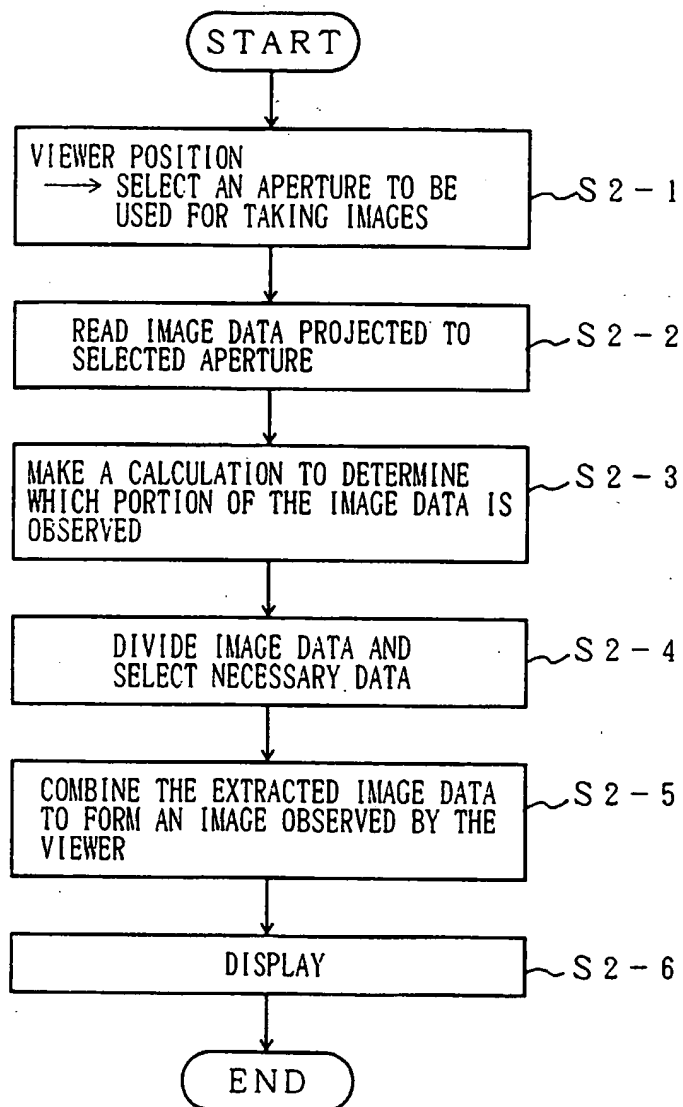 START
VIEWER POSITION
→ SELECT AN APERTURE TO BE
USED FOR TAKING IMAGES
S2-1
READ IMAGE DATA PROJECTED TO
SELECTED APERTURE
S2-2
MAKE A CALCULATION TO DETERMINE
WHICH PORTION OF THE IMAGE DATA IS
OBSERVED
S2-3
DIVIDE IMAGE DATA AND
SELECT NECESSARY DATA
S2-4
COMBINE THE EXTRACTED IMAGE DATA
TO FORM AN IMAGE OBSERVED BY THE
VIEWER
S2-5
DISPLAY
S2-6
END